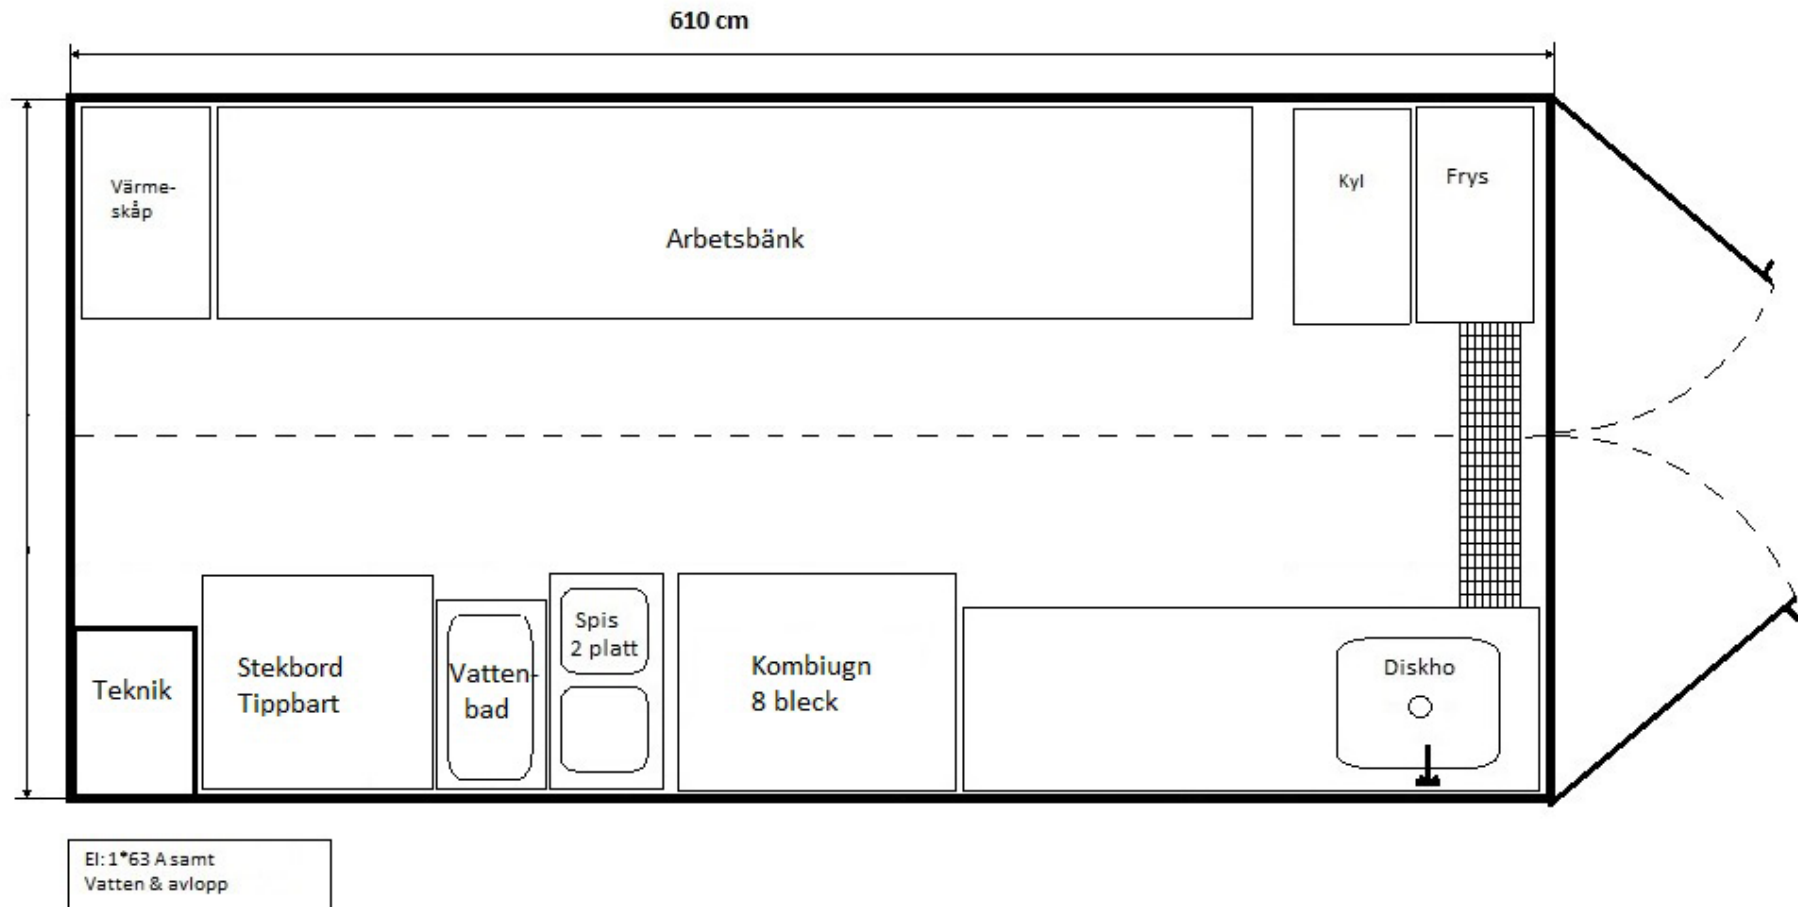 610 cm
Värme-
skåp
Arbetsbänk
Kyl
Frys
Teknik
Stekbord
Tippbart
Vatten-
bad
Spis
2 platt
Kombiugn
8 bleck
Diskho
El: 1*63 A samt
Vatten & avlopp